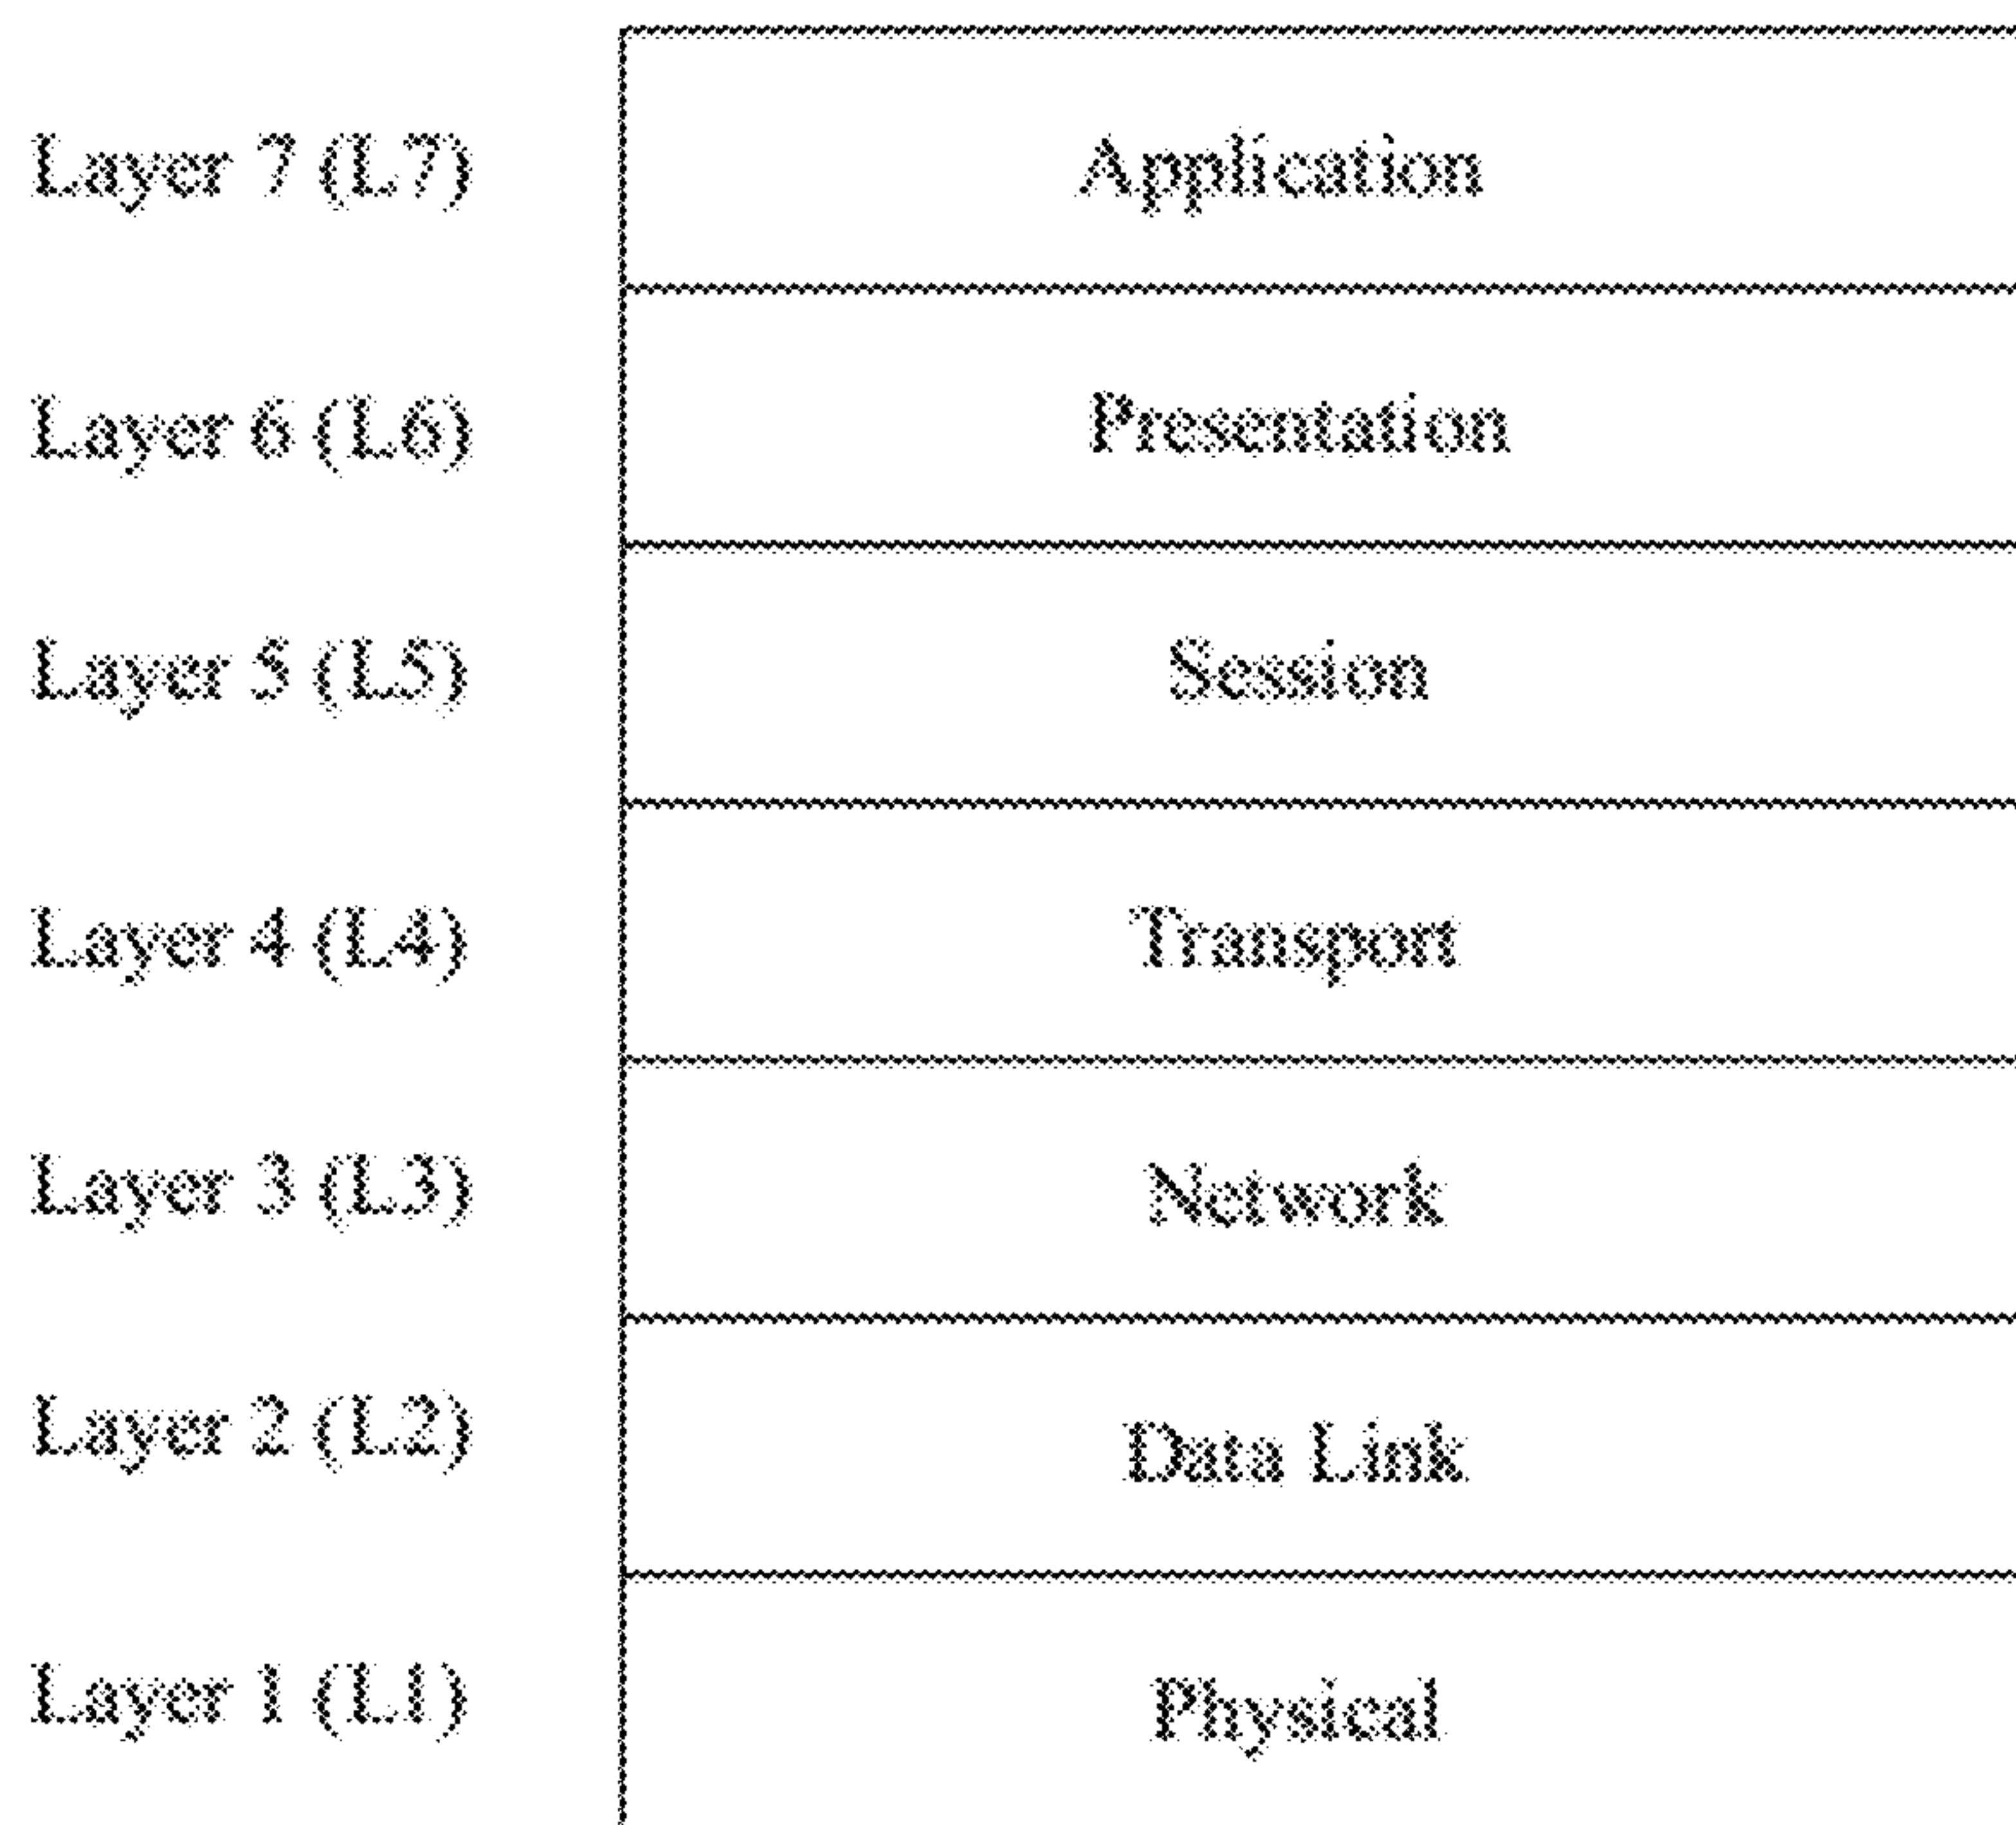 Layer 7 (L7) Application
Layer 6 (L6) Presentation
Layer 5 (L5) Session
Layer 4 (L4) Transport
Layer 3 (L3) Network
Layer 2 (L2) Data Link
Layer 1 (L1) Physical